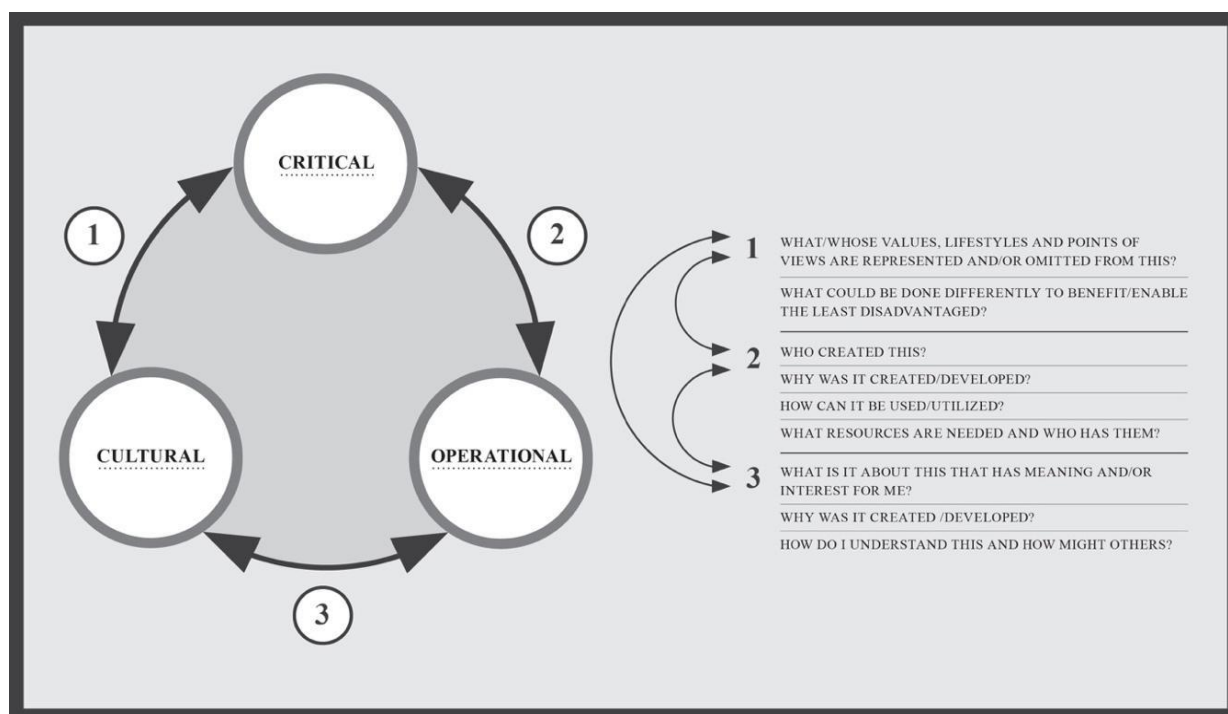 CRITICAL
1
2
CULTURAL
OPERATIONAL
3
1
WHAT/WHOSE VALUES, LIFESTYLES AND POINTS OF
VIEWS ARE REPRESENTED AND/OR OMITTED FROM THIS?
WHAT COULD BE DONE DIFFERENTLY TO BENEFIT/ENABLE
THE LEAST DISADVANTAGED?
2
WHO CREATED THIS?
WHY WAS IT CREATED/DEVELOPED?
HOW CAN IT BE USED/UTILIZED?
WHAT RESOURCES ARE NEEDED AND WHO HAS THEM?
3
WHAT IS IT ABOUT THIS THAT HAS MEANING AND/OR
INTEREST FOR ME?
WHY WAS IT CREATED /DEVELOPED?
HOW DO I UNDERSTAND THIS AND HOW MIGHT OTHERS?